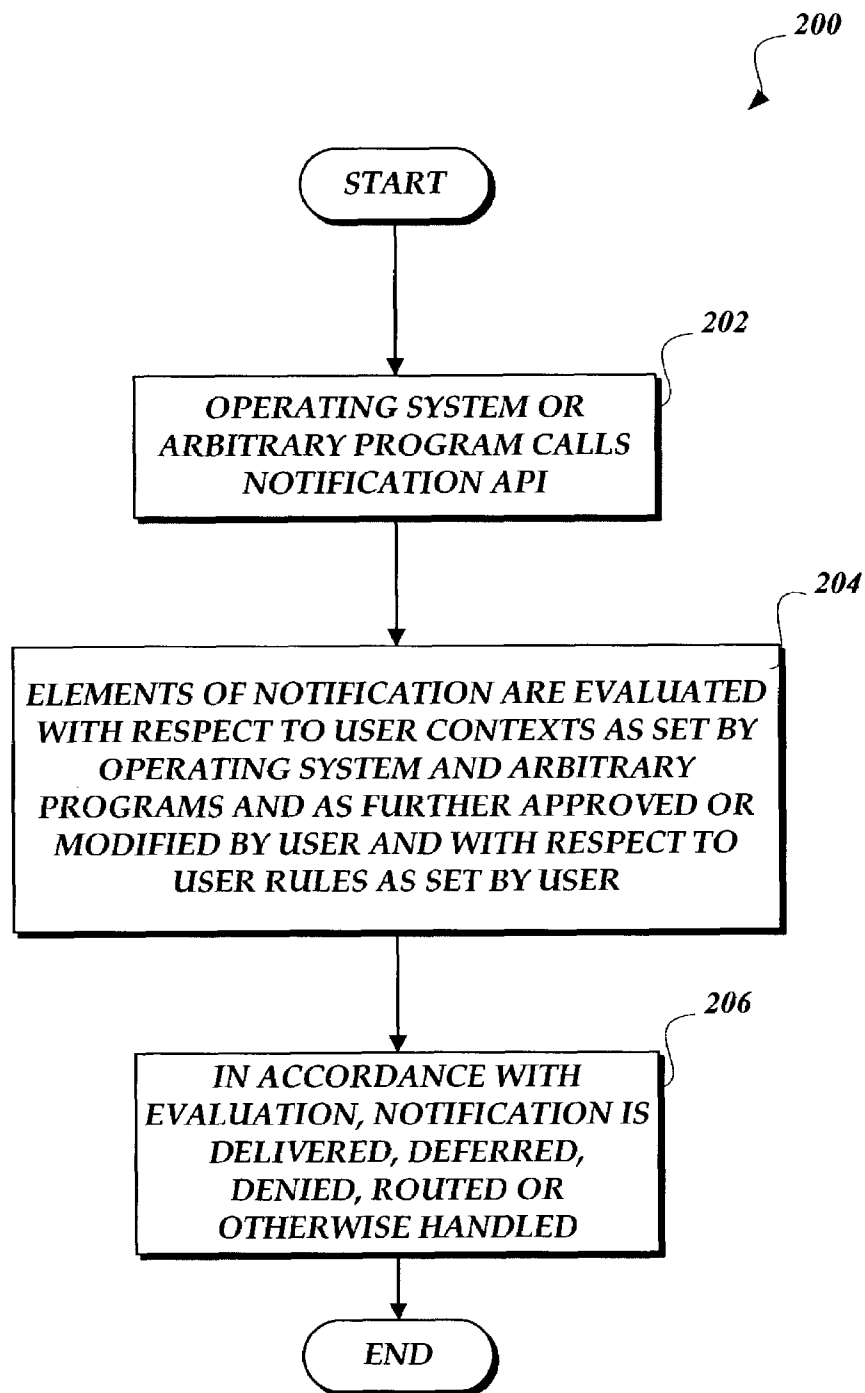 200
START
202
OPERATING SYSTEM OR
ARBITRARY PROGRAM CALLS
NOTIFICATION API
204
ELEMENTS OF NOTIFICATION ARE EVALUATED
WITH RESPECT TO USER CONTEXTS AS SET BY
OPERATING SYSTEM AND ARBITRARY
PROGRAMS AND AS FURTHER APPROVED OR
MODIFIED BY USER AND WITH RESPECT TO
USER RULES AS SET BY USER
206
IN ACCORDANCE WITH
EVALUATION, NOTIFICATION IS
DELIVERED, DEFERRED,
DENIED, ROUTED OR
OTHERWISE HANDLED
END